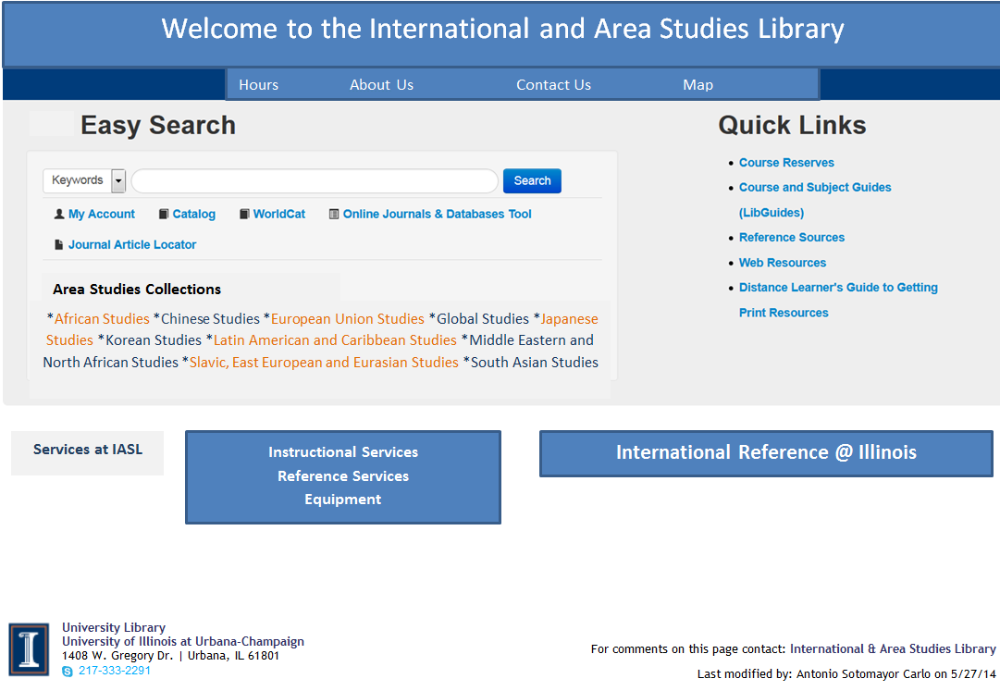 Welcome to the International and Area Studies Library
Hours About Us Contact Us Map
Easy Search
Keywords Search
My Account Catalog WorldCat Online Journals & Databases Tool
Journal Article Locator
Area Studies Collections
*African Studies *Chinese Studies *European Union Studies *Global Studies *Japanese
Studies *Korean Studies *Latin American and Caribbean Studies *Middle Eastern and
North African Studies *Slavic, East European and Eurasian Studies *South Asian Studies
Quick Links
• Course Reserves
• Course and Subject Guides
(LibGuides)
• Reference Sources
• Web Resources
• Distance Learner's Guide to Getting
Print Resources
Services at IASL
Instructional Services
Reference Services
Equipment
International Reference @ Illinois
I
University Library
University of Illinois at Urbana-Champaign
1408 W. Gregory Dr. | Urbana, IL 61801
217-333-2291
For comments on this page contact: International & Area Studies Library
Last modified by: Antonio Sotomayor Carlo on 5/27/14